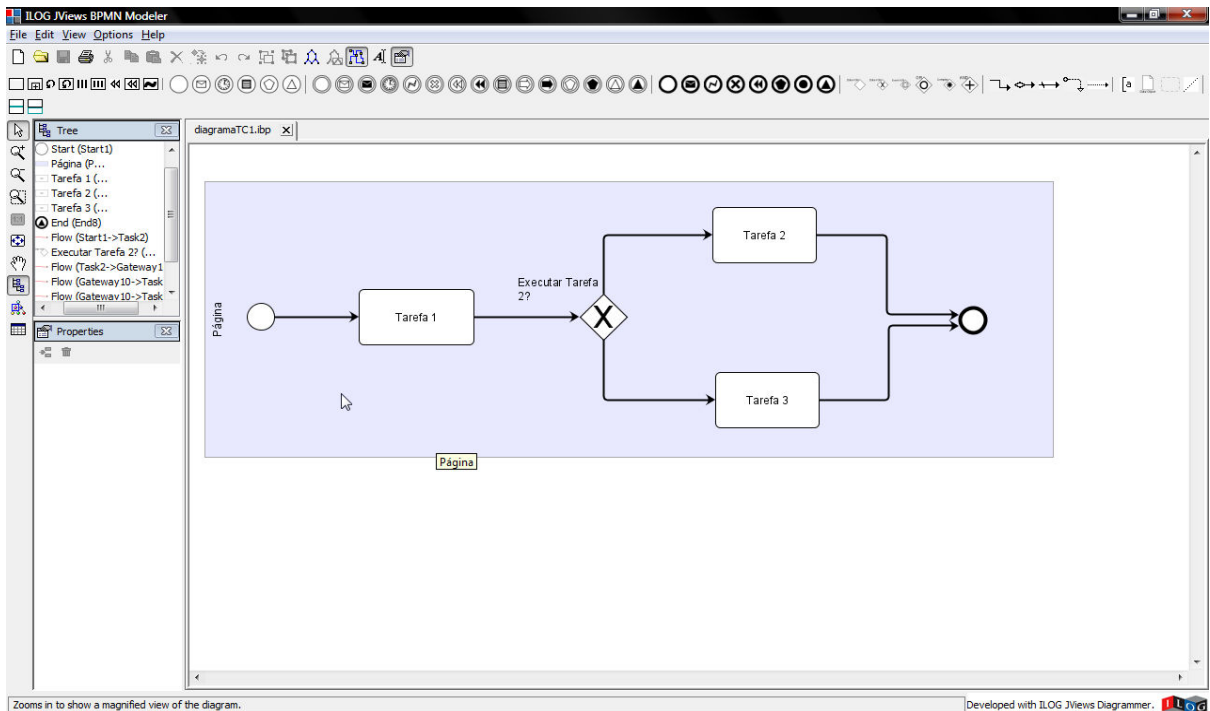 ILOG JViews BPMN Modeler
File Edit View Options Help
Tree
Start (Start1)
Página (P...
Tarefa 1 (...
Tarefa 2 (...
Tarefa 3 (...
End (End8)
Flow (Start1->Task2)
Executar Tarefa 2? (...
Flow (Task2->Gateway1
Flow (Gateway10->Task
Flow (Gateway10->Task
Properties
diagramaTC1.ibp
Página
Tarefa 1
Executar Tarefa
2?
Tarefa 2
Tarefa 3
Página
Zooms in to show a magnified view of the diagram.
Developed with ILOG JViews Diagrammer.
ILOG